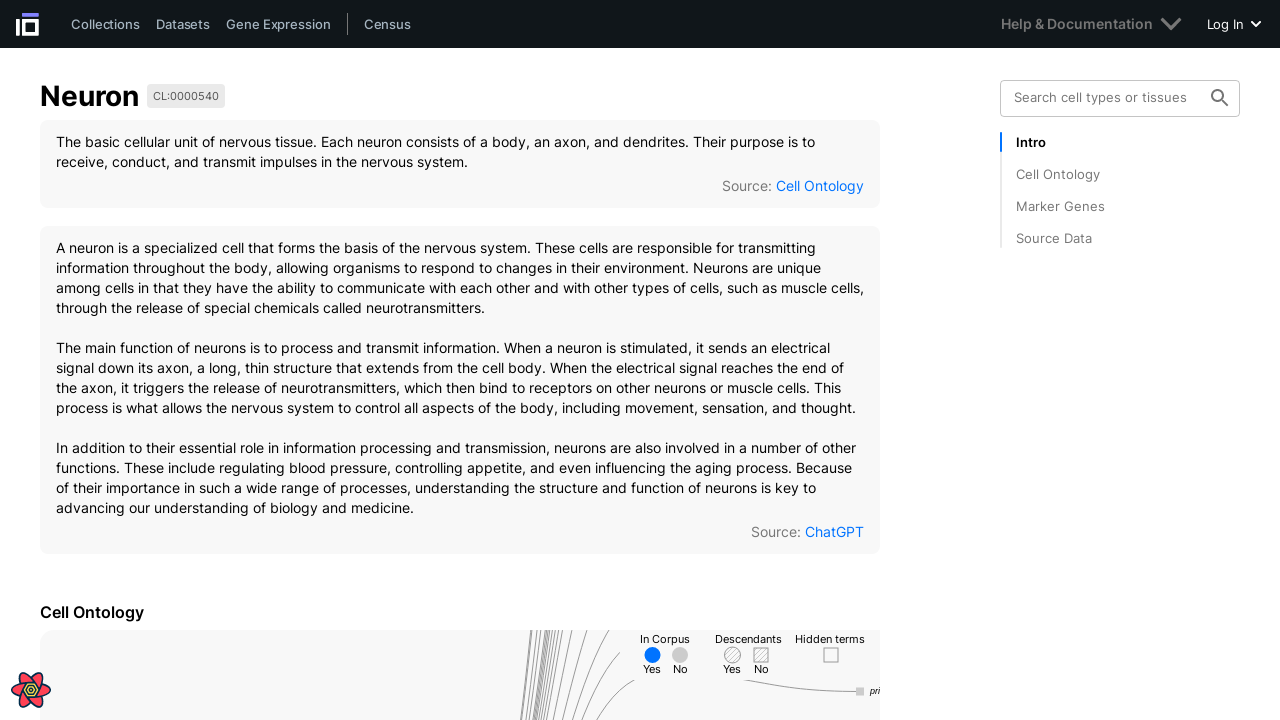 Collections Datasets Gene Expression Census Help & Documentation Log In
Neuron CL:0000540
The basic cellular unit of nervous tissue. Each neuron consists of a body, an axon, and dendrites. Their purpose is to
receive, conduct, and transmit impulses in the nervous system.
Source: Cell Ontology
A neuron is a specialized cell that forms the basis of the nervous system. These cells are responsible for transmitting
information throughout the body, allowing organisms to respond to changes in their environment. Neurons are unique
among cells in that they have the ability to communicate with each other and with other types of cells, such as muscle cells,
through the release of special chemicals called neurotransmitters.
The main function of neurons is to process and transmit information. When a neuron is stimulated, it sends an electrical
signal down its axon, a long, thin structure that extends from the cell body. When the electrical signal reaches the end of
the axon, it triggers the release of neurotransmitters, which then bind to receptors on other neurons or muscle cells. This
process is what allows the nervous system to control all aspects of the body, including movement, sensation, and thought.
In addition to their essential role in information processing and transmission, neurons are also involved in a number of other
functions. These include regulating blood pressure, controlling appetite, and even influencing the aging process. Because
of their importance in such a wide range of processes, understanding the structure and function of neurons is key to
advancing our understanding of biology and medicine.
Source: ChatGPT
Cell Ontology
In Corpus Descendants Hidden terms
Yes No Yes No
pri
Search cell types or tissues
Intro
Cell Ontology
Marker Genes
Source Data